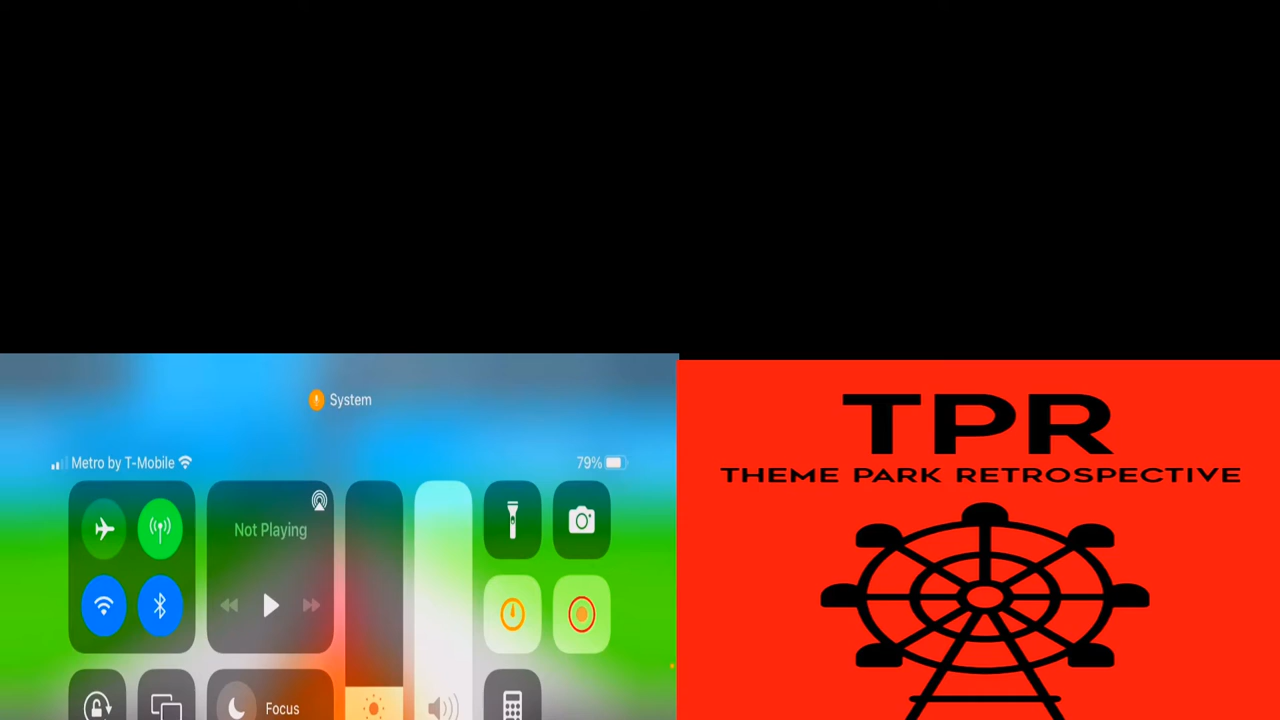 System
Metro by T-Mobile
79%
Not Playing
Focus
TPR
THEME PARK RETROSPECTIVE